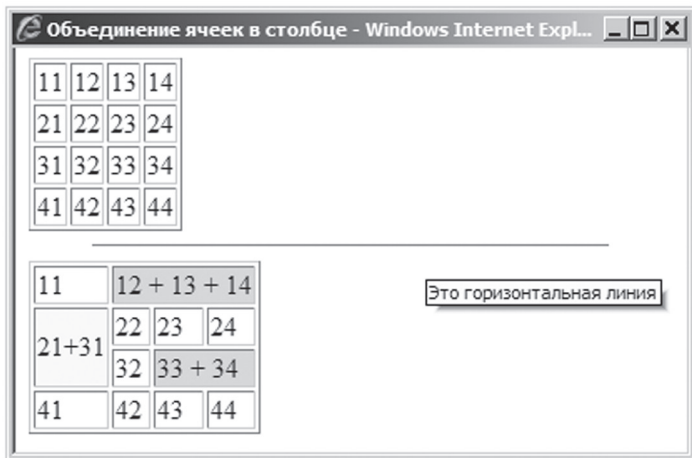 Объединение ячеек в столбце - Windows Internet Expl...
11 12 13 14
21 22 23 24
31 32 33 34
41 42 43 44
11 12 + 13 + 14
Это горизонтальная линия
21+31 22 23 24
32 33 + 34
41 42 43 44